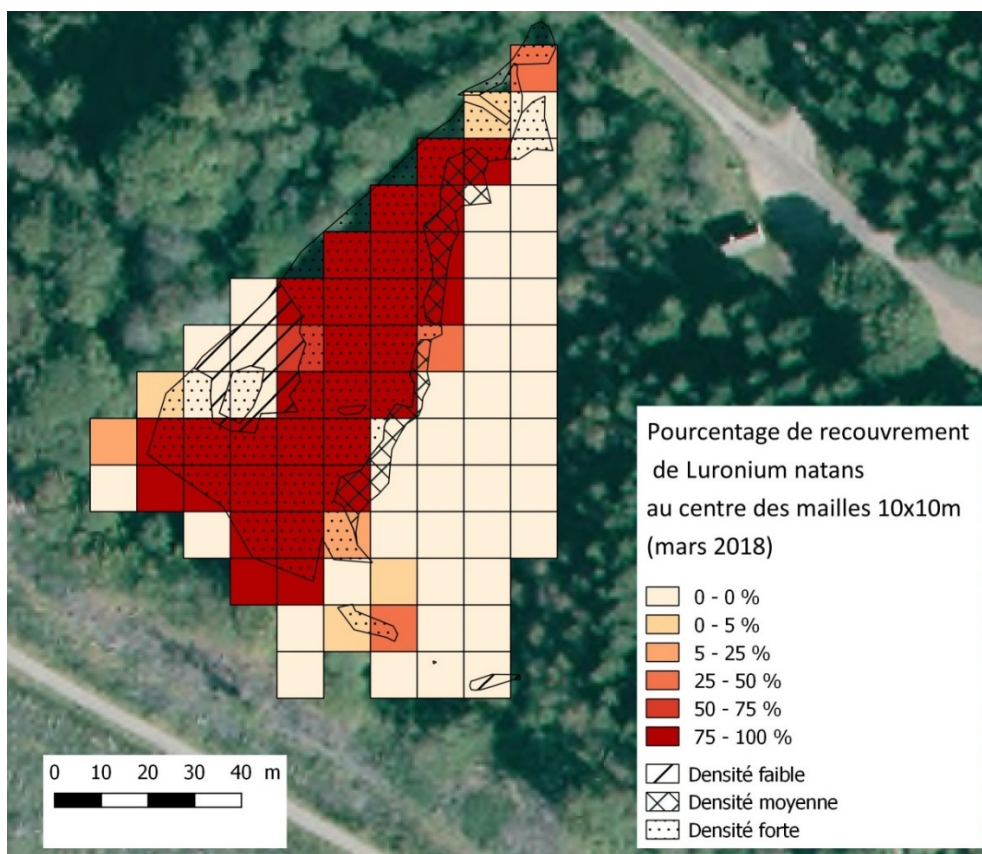 Pourcentage de recouvrement
de Luronium natans
au centre des mailles 10x10m
(mars 2018)
0 - 0 %
0 - 5 %
5 - 25 %
25 - 50 %
50 - 75 %
75 - 100 %
Densité faible
Densité moyenne
Densité forte
0 10 20 30 40 m